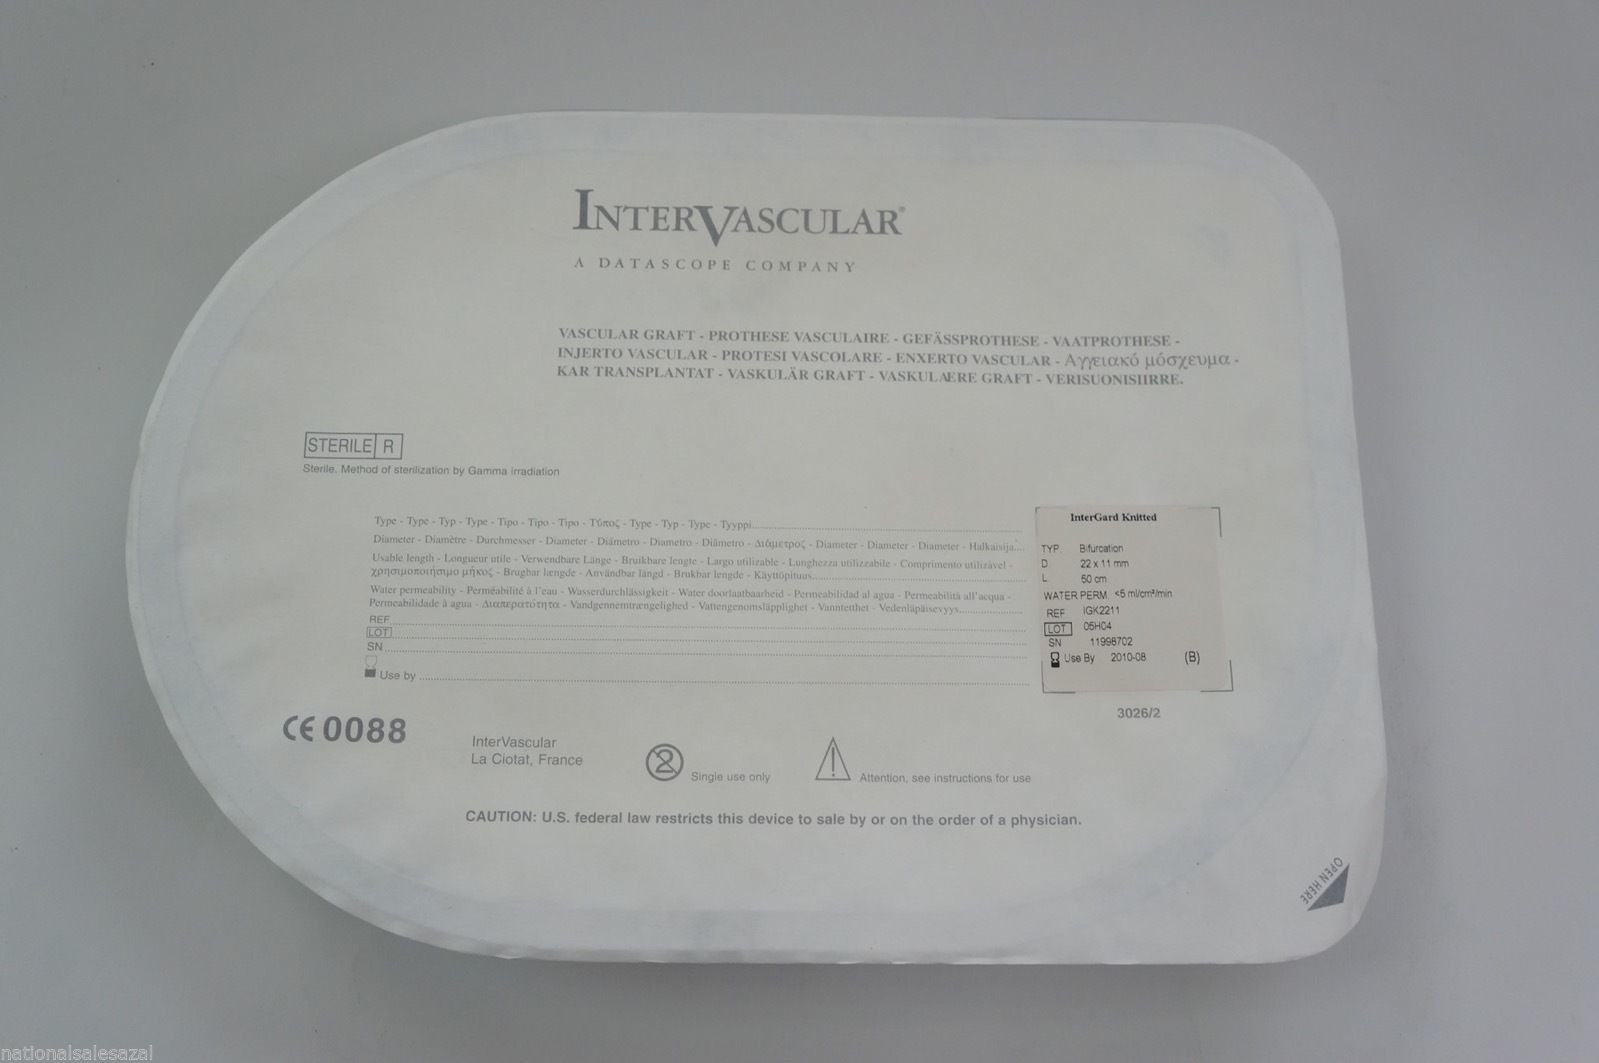 INTERVASCULAR®
A DATASCOPE COMPANY
VASCULAR GRAFT - PROTHESE VASCULAIRE - GEFÄSSPROTHESE - VAATPROTHESE -
INJERTO VASCULAR - PROTESI VASCOLARE - ENXERTO VASCULAR - Αγγειακό μόσχευμα -
KAR TRANSPLANTAT - VASKULÄR GRAFT - VASKULÆRE GRAFT - VERISUONISIIRRE.
STERILE R
Sterile. Method of sterilization by Gamma irradiation
Type - Type - Typ - Type - Tipo - Tipo - Tipo - Τύπος - Type - Typ - Type - Tyyppi
Diameter - Diamètre - Durchmesser - Diameter - Diámetro - Diametro - Diâmetro - Διάμετρος - Diameter - Diameter - Diameter - Halkaisija
Usable length - Longueur utile - Verwendbare Länge - Bruikbare lengte - Largo utilizable - Lunghezza utilizzabile - Comprimento utilizável -
χρησιμοποιήσιμο μήκος - Brugbar længde - Användbar längd - Brukbar lengde - Käyttöpituus
Water permeability - Perméabilité à l'eau - Wasserdurchlässigkeit - Water doorlaatbaarheid - Permeabilidad al agua - Permeabilità all'acqua -
Permeabilidade à agua - Διαπερατότητα - Vandgennemtrængelighed - Vattengenomsläpplighet - Vanntetthet - Vedenläpäisevyys
REF
LOT
SN
Use by
InterGard Knitted
TYP. Bifurcation
D 22 x 11 mm
L 50 cm
WATER PERM. <5 ml/cm²/min
REF IGK2211
LOT 05H04
SN 11998702
Use By 2010-08 (B)
3026/2
CE 0088
InterVascular
La Ciotat, France
2 Single use only
! Attention, see instructions for use
CAUTION: U.S. federal law restricts this device to sale by or on the order of a physician.
OPEN HERE
nationalsalesazal